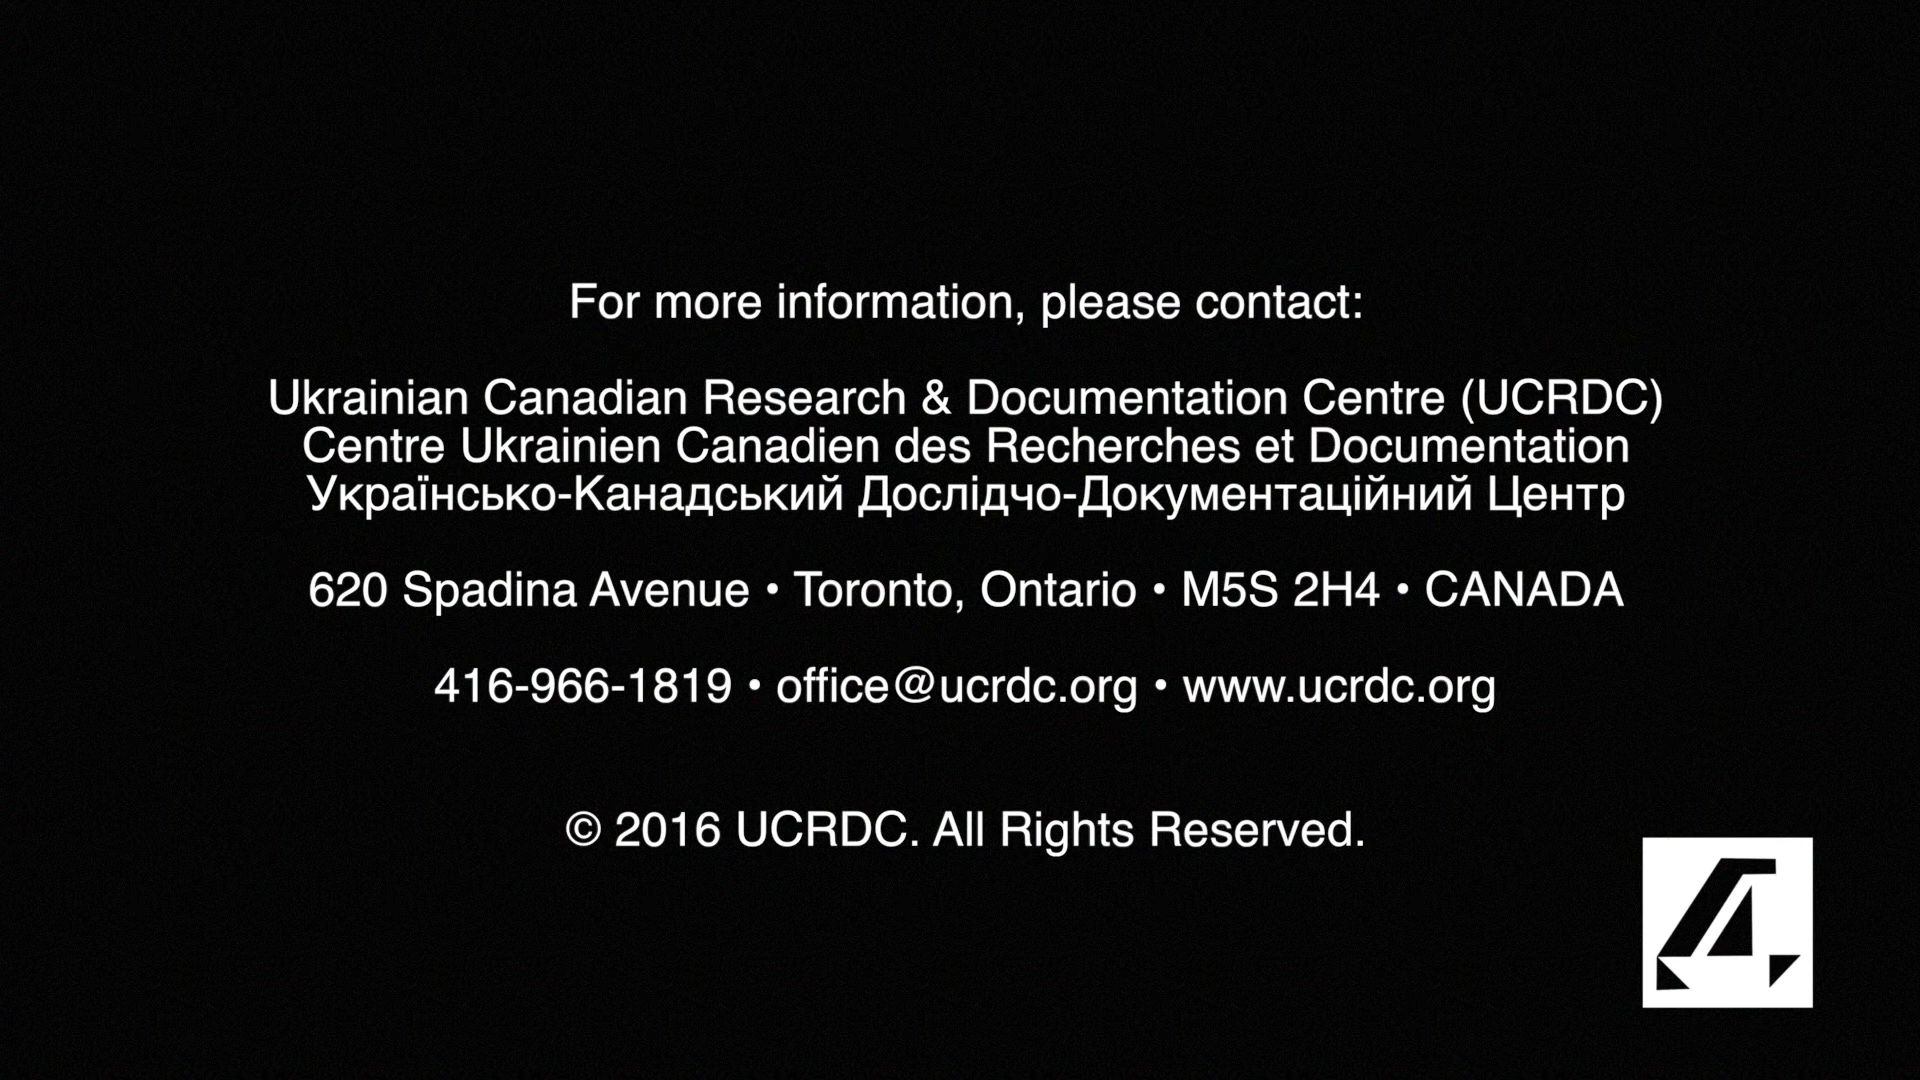 For more information, please contact:
Ukrainian Canadian Research & Documentation Centre (UCRDC)
Centre Ukrainien Canadien des Recherches et Documentation
Українсько-Канадський Дослідчо-Документаційний Центр
620 Spadina Avenue • Toronto, Ontario • M5S 2H4 • CANADA
416-966-1819 • office@ucrdc.org • www.ucrdc.org
© 2016 UCRDC. All Rights Reserved.